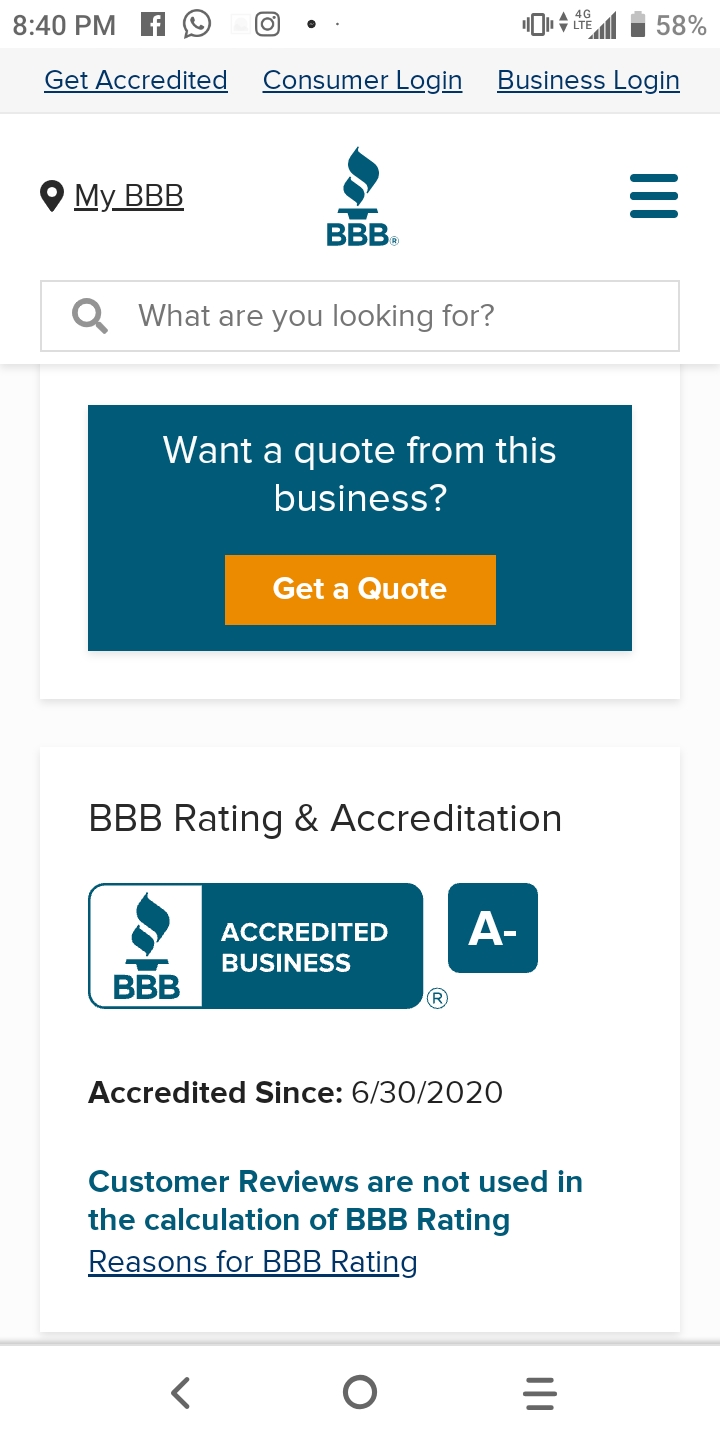 8:40 PM 4G LTE 58%
Get Accredited Consumer Login Business Login
My BBB
BBB®
What are you looking for?
Want a quote from this
business?
Get a Quote
BBB Rating & Accreditation
BBB ACCREDITED BUSINESS ®
A-
Accredited Since: 6/30/2020
Customer Reviews are not used in
the calculation of BBB Rating
Reasons for BBB Rating